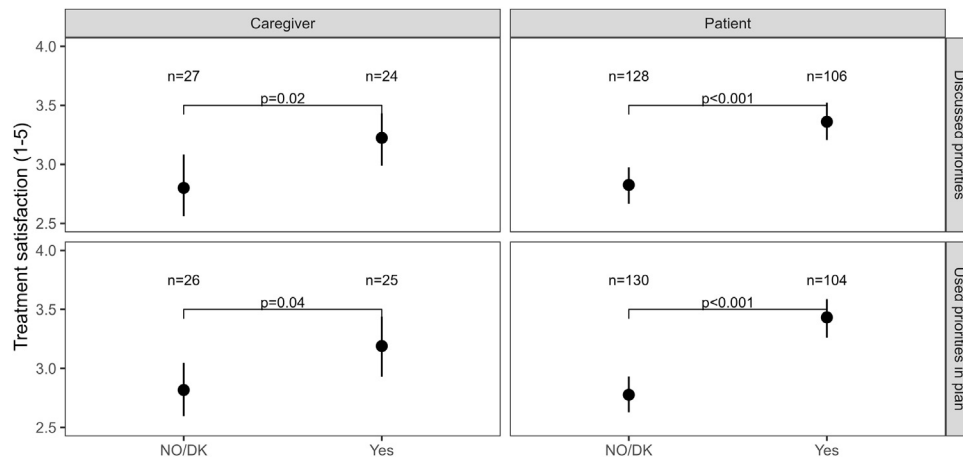 Caregiver
Patient
4.0
3.5
3.0
2.5
n=27
n=24
p=0.02
n=128
n=106
p<0.001
Discussed priorities
Treatment satisfaction (1-5)
4.0
3.5
3.0
2.5
n=26
n=25
p=0.04
n=130
n=104
p<0.001
Used priorities in plan
NO/DK
Yes
NO/DK
Yes